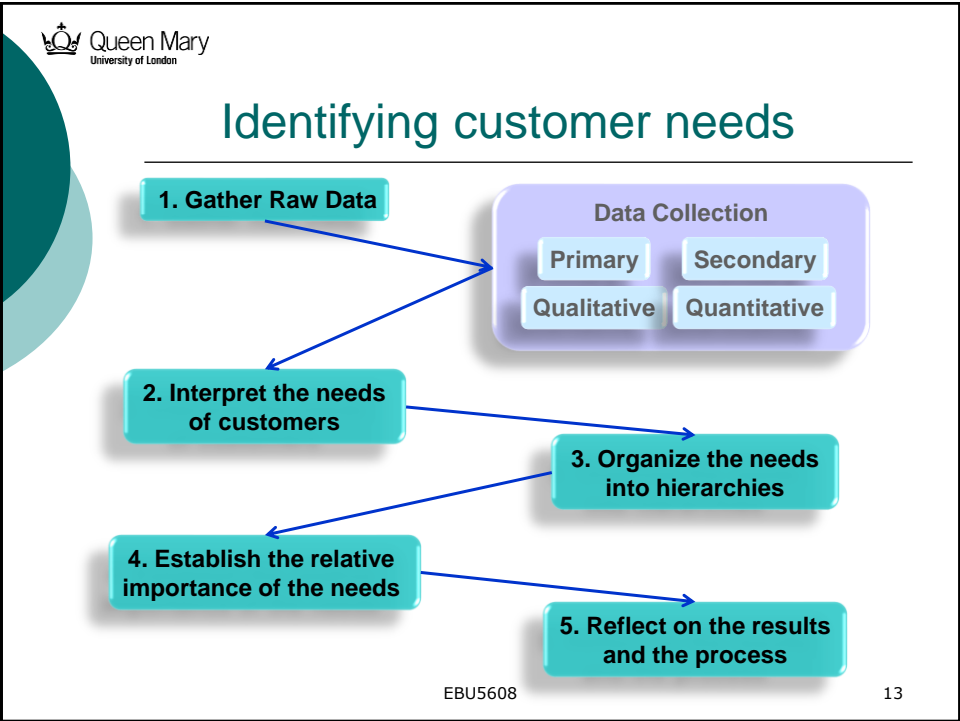 Queen Mary
University of London
Identifying customer needs
1. Gather Raw Data
Data Collection
Primary
Secondary
Qualitative
Quantitative
2. Interpret the needs
of customers
3. Organize the needs
into hierarchies
4. Establish the relative
importance of the needs
5. Reflect on the results
and the process
EBU5608
13